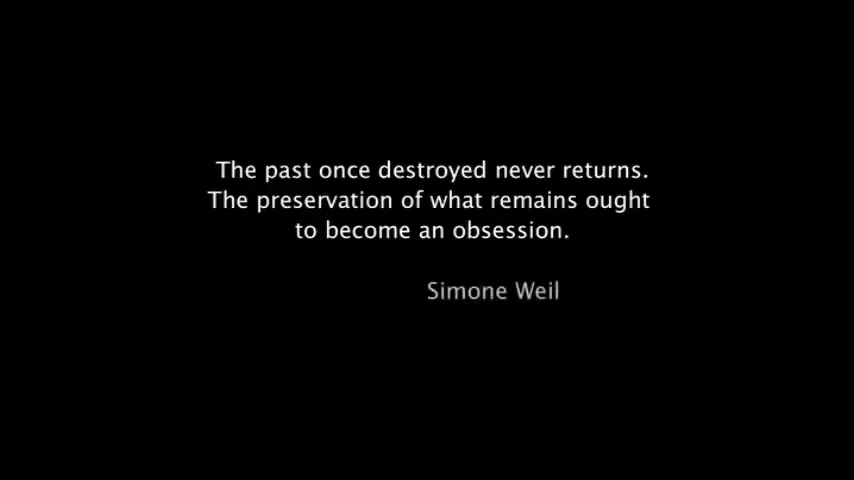 The past once destroyed never returns.
The preservation of what remains ought
to become an obsession.
Simone Weil